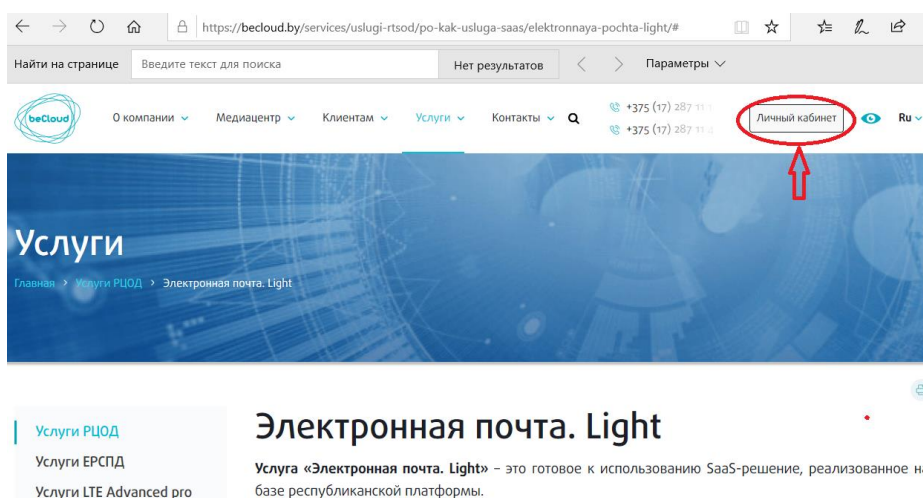 https://becloud.by/services/uslugi-rtsod/po-kak-usluga-saas/elektronnaya-pochta-light/#
Найти на странице Введите текст для поиска Нет результатов Параметры
beCloud О компании Медиацентр Клиентам Услуги Контакты +375 (17) 287 11 Личный кабинет Ru
+375 (17) 287 11
Услуги
Главная > Услуги РЦОД > Электронная почта. Light
Услуги РЦОД
Услуги ЕРСПД
Услуги LTE Advanced pro
Электронная почта. Light
Услуга «Электронная почта. Light» – это готовое к использованию SaaS-решение, реализованное на
базе республиканской платформы.